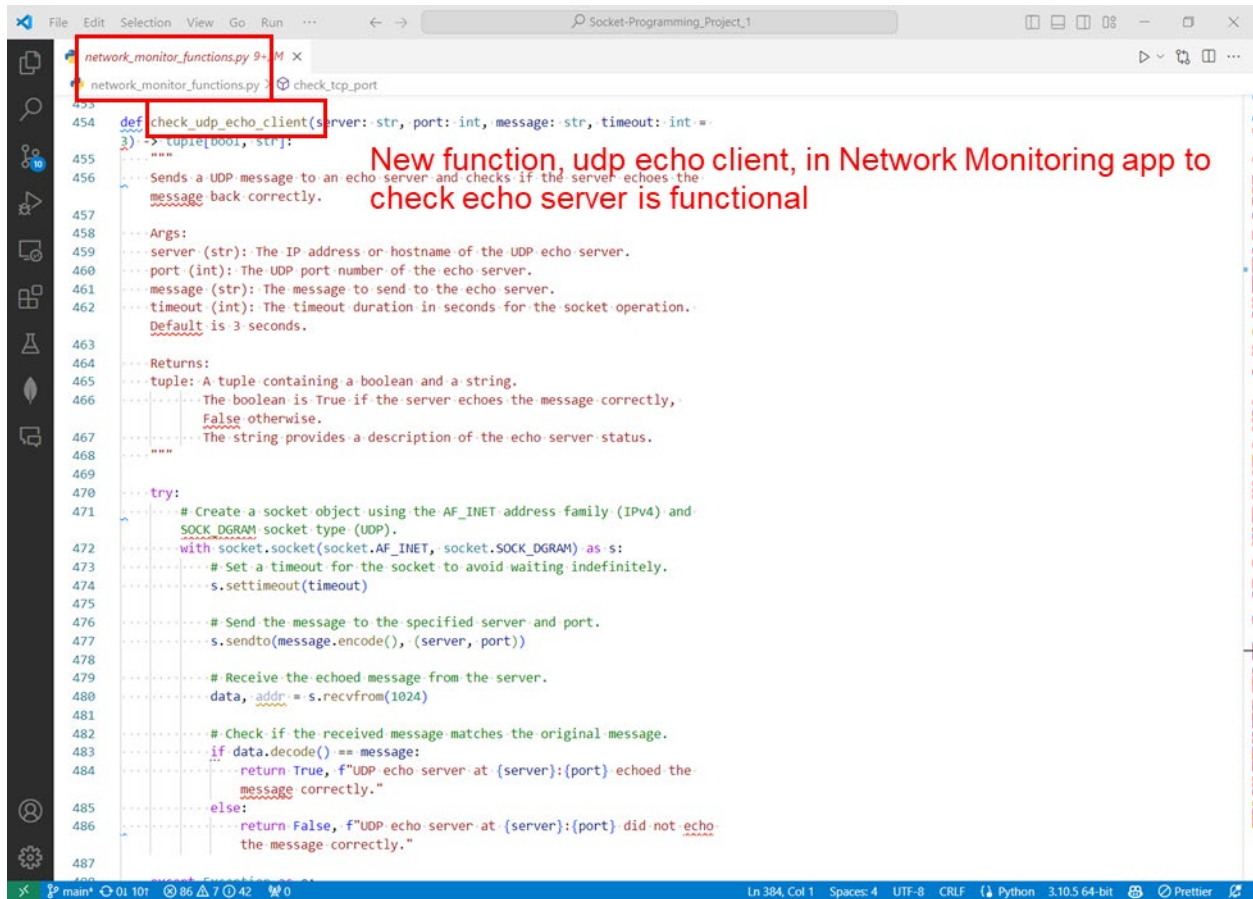 File Edit Selection View Go Run ··· ← → Socket-Programming_Project_1
network_monitor_functions.py 9+, M
network_monitor_functions.py > check_tcp_port
453
454 def check_udp_echo_client(server: str, port: int, message: str, timeout: int =
3) -> tuple[bool, str]:
455 """
New function, udp echo client, in Network Monitoring app to
check echo server is functional
456 Sends a UDP message to an echo server and checks if the server echoes the
message back correctly.
457
458 Args:
459 server (str): The IP address or hostname of the UDP echo server.
460 port (int): The UDP port number of the echo server.
461 message (str): The message to send to the echo server.
462 timeout (int): The timeout duration in seconds for the socket operation.
Default is 3 seconds.
463
464 Returns:
465 tuple: A tuple containing a boolean and a string.
466 The boolean is True if the server echoes the message correctly,
False otherwise.
467 The string provides a description of the echo server status.
468 """
469
470 try:
471 # Create a socket object using the AF_INET address family (IPv4) and
SOCK_DGRAM socket type (UDP).
472 with socket.socket(socket.AF_INET, socket.SOCK_DGRAM) as s:
473 # Set a timeout for the socket to avoid waiting indefinitely.
474 s.settimeout(timeout)
475
476 # Send the message to the specified server and port.
477 s.sendto(message.encode(), (server, port))
478
479 # Receive the echoed message from the server.
480 data, addr = s.recvfrom(1024)
481
482 # Check if the received message matches the original message.
483 if data.decode() == message:
484 return True, f"UDP echo server at {server}:{port} echoed the
message correctly."
485 else:
486 return False, f"UDP echo server at {server}:{port} did not echo
the message correctly."
487
10
main* 0↓ 10↑ 86 7 42 0 Ln 384, Col 1 Spaces: 4 UTF-8 CRLF Python 3.10.5 64-bit Prettier